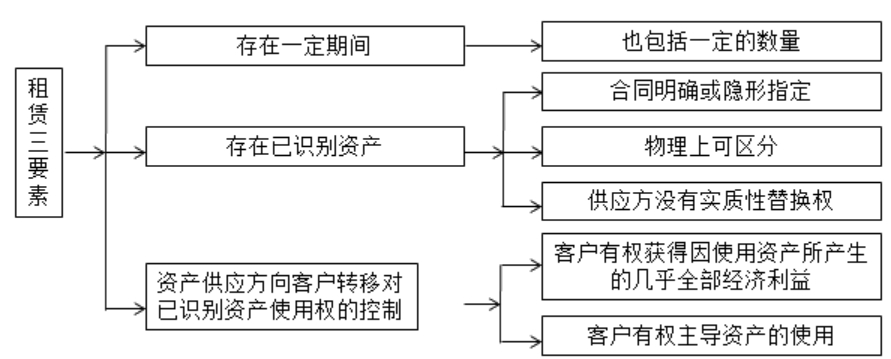 租赁三要素
存在一定期间
也包括一定的数量
存在已识别资产
合同明确或隐形指定
物理上可区分
供应方没有实质性替换权
资产供应方向客户转移对
已识别资产使用权的控制
客户有权获得因使用资产所产生
的几乎全部经济利益
客户有权主导资产的使用